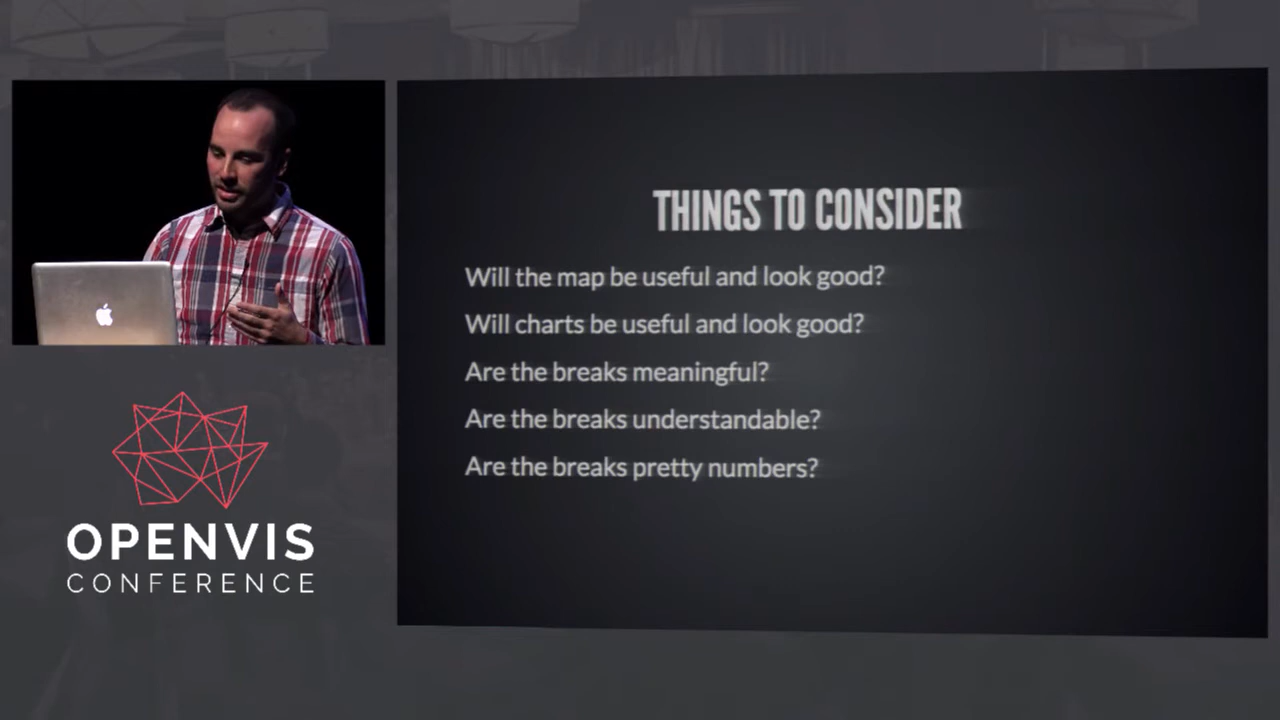 THINGS TO CONSIDER
Will the map be useful and look good?
Will charts be useful and look good?
Are the breaks meaningful?
Are the breaks understandable?
Are the breaks pretty numbers?
OPENVIS
CONFERENCE